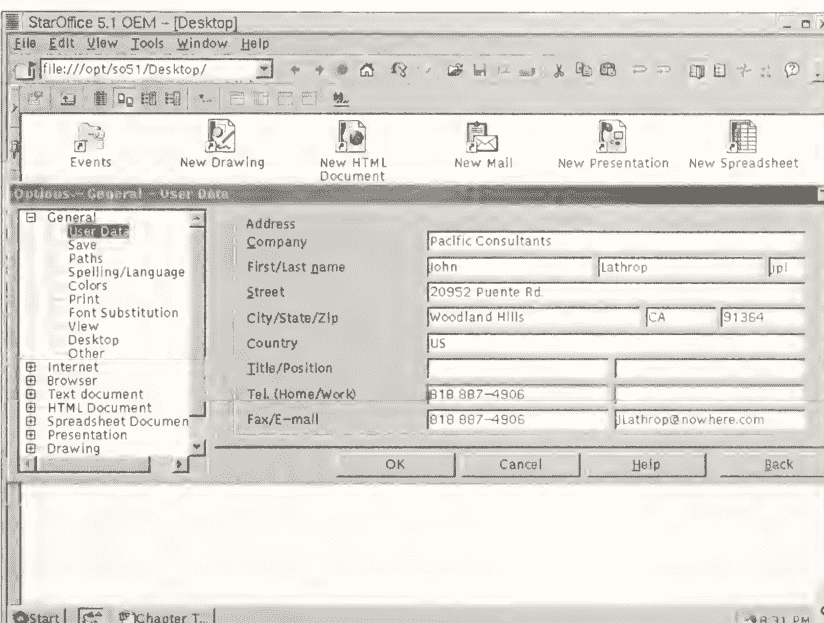 StarOffice 5.1 OEM - [Desktop]
File Edit View Tools Window Help
file:///opt/so51/Desktop/
Events New Drawing New HTML Document New Mail New Presentation New Spreadsheet
Options - General - User Data
General
User Data
Save
Paths
Spelling/Language
Colors
Print
Font Substitution
View
Desktop
Other
Internet
Browser
Text document
HTML Document
Spreadsheet Documen
Presentation
Drawing
Address
Company Pacific Consultants
First/Last name John Lathrop jpl
Street 20952 Puente Rd.
City/State/Zip Woodland Hills CA 91364
Country US
Title/Position
Tel. (Home/Work) 818 887-4906
Fax/E-mail 818 887-4906 JLathrop@nowhere.com
OK Cancel Help Back
Start Chapter T... 8:31 PM